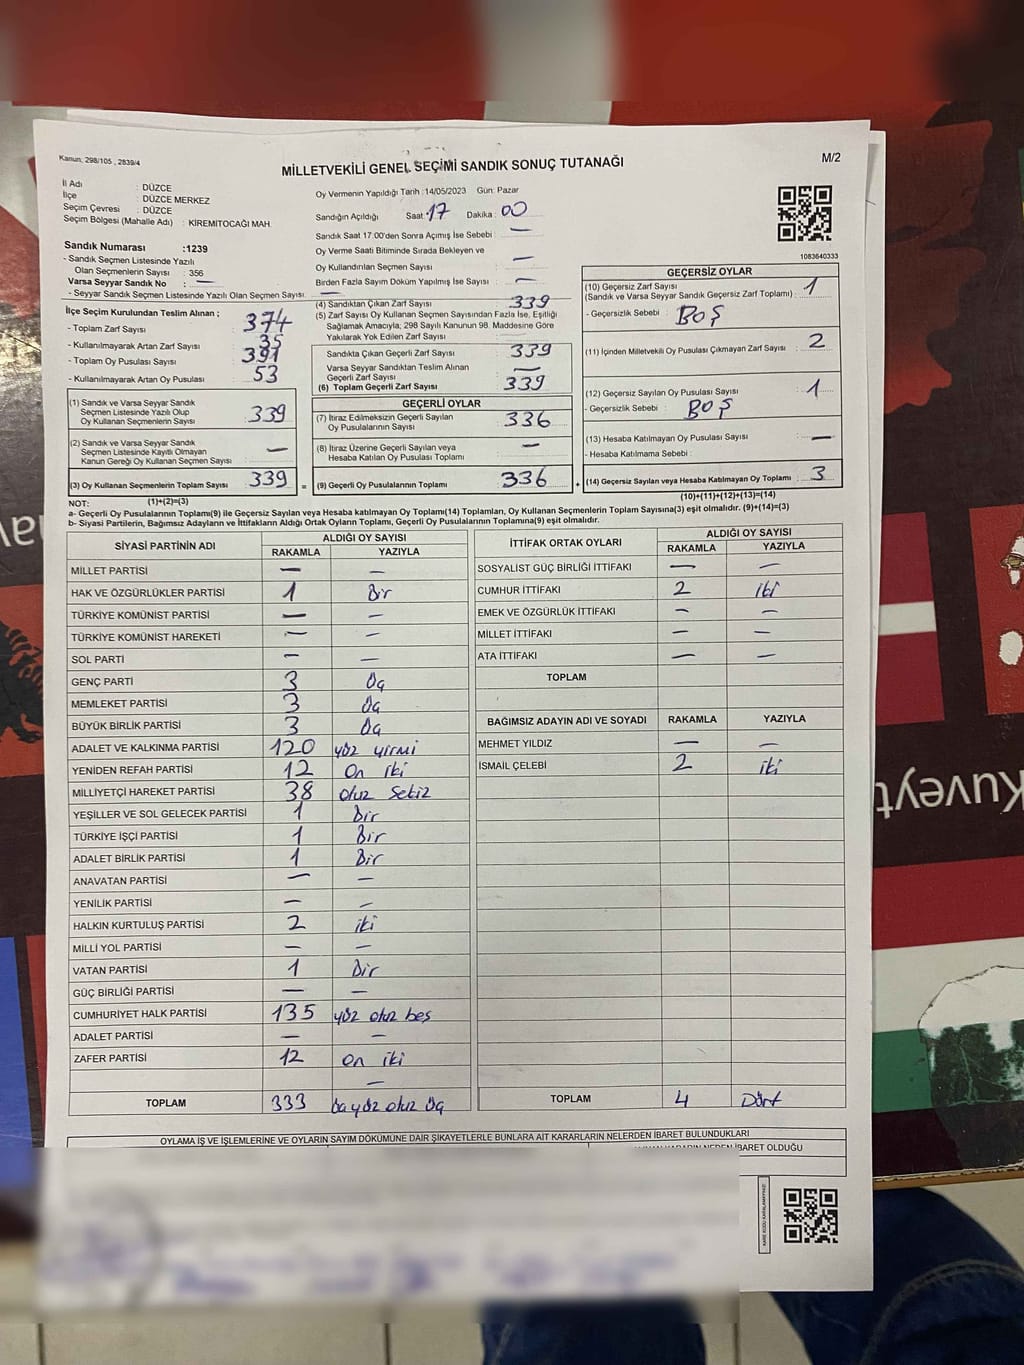 Kanun; 298/105 , 2839/4
MİLLETVEKİLİ GENEL SEÇİMİ SANDIK SONUÇ TUTANAĞI
M/2
İl Adı : DÜZCE
İlçe : DÜZCE MERKEZ
Seçim Çevresi : DÜZCE
Seçim Bölgesi (Mahalle Adı) : KİREMİTOCAĞI MAH.
Sandık Numarası :1239
- Sandık Seçmen Listesinde Yazılı
Olan Seçmenlerin Sayısı : 356
Varsa Seyyar Sandık No : —
- Seyyar Sandık Seçmen Listesinde Yazılı Olan Seçmen Sayısı: —
Oy Vermenin Yapıldığı Tarih :14/05/2023 Gün: Pazar
Sandığın Açıldığı Saat: 17 Dakika: 00
Sandık Saat 17:00'den Sonra Açımış İse Sebebi : —
Oy Verme Saati Bitiminde Sırada Bekleyen ve
Oy Kullandırılan Seçmen Sayısı —
Birden Fazla Sayım Döküm Yapılmış İse Sayısı : —
1083640333
İlçe Seçim Kurulundan Teslim Alınan ;
- Toplam Zarf Sayısı : 374
- Kullanılmayarak Artan Zarf Sayısı : 35
- Toplam Oy Pusulası Sayısı : 391
- Kullanılmayarak Artan Oy Pusulası : 53
(1) Sandık ve Varsa Seyyar Sandık
Seçmen Listesinde Yazılı Olup
Oy Kullanan Seçmenlerin Sayısı : 339
(2) Sandık ve Varsa Seyyar Sandık
Seçmen Listesinde Kayıtlı Olmayan
Kanun Gereği Oy Kullanan Seçmen Sayısı : —
(3) Oy Kullanan Seçmenlerin Toplam Sayısı : 339 =
(1)+(2)=(3)
(4) Sandıktan Çıkan Zarf Sayısı : 339
(5) Zarf Sayısı Oy Kullanan Seçmen Sayısından Fazla İse, Eşitliği
Sağlamak Amacıyla; 298 Sayılı Kanunun 98. Maddesine Göre
Yakılarak Yok Edilen Zarf Sayısı :
Sandıkta Çıkan Geçerli Zarf Sayısı : 339
Varsa Seyyar Sandıktan Teslim Alınan
Geçerli Zarf Sayısı : —
(6) Toplam Geçerli Zarf Sayısı : 339
GEÇERLİ OYLAR
(7) İtiraz Edilmeksizin Geçerli Sayılan
Oy Pusulalarının Sayısı : 336
(8) İtiraz Üzerine Geçerli Sayılan veya
Hesaba Katılan Oy Pusulası Toplamı : —
(9) Geçerli Oy Pusulalarının Toplamı : 336 +
GEÇERSİZ OYLAR
(10) Geçersiz Zarf Sayısı
(Sandık ve Varsa Seyyar Sandık Geçersiz Zarf Toplamı) : 1
- Geçersizlik Sebebi : BOŞ
(11) İçinden Milletvekili Oy Pusulası Çıkmayan Zarf Sayısı : 2
(12) Geçersiz Sayılan Oy Pusulası Sayısı : 1
- Geçersizlik Sebebi : BOŞ
(13) Hesaba Katılmayan Oy Pusulası Sayısı : —
- Hesaba Katılmama Sebebi :
(14) Geçersiz Sayılan veya Hesaba Katılmayan Oy Toplamı : 3
(10)+(11)+(12)+(13)=(14)
NOT:
a- Geçerli Oy Pusulalarının Toplamı(9) ile Geçersiz Sayılan veya Hesaba katılmayan Oy Toplamı(14) Toplamları, Oy Kullanan Seçmenlerin Toplam Sayısına(3) eşit olmalıdır. (9)+(14)=(3)
b- Siyasi Partilerin, Bağımsız Adayların ve İttifakların Aldığı Ortak Oyların Toplamı, Geçerli Oy Pusulalarının Toplamına(9) eşit olmalıdır.
SİYASİ PARTİNİN ADI ALDIĞI OY SAYISI
RAKAMLA YAZIYLA
MİLLET PARTİSİ — —
HAK VE ÖZGÜRLÜKLER PARTİSİ 1 Bir
TÜRKİYE KOMÜNİST PARTİSİ — —
TÜRKİYE KOMÜNİST HAREKETİ — —
SOL PARTİ — —
GENÇ PARTİ 3 Üç
MEMLEKET PARTİSİ 3 Üç
BÜYÜK BİRLİK PARTİSİ 3 Üç
ADALET VE KALKINMA PARTİSİ 120 yüz yirmi
YENİDEN REFAH PARTİSİ 12 On iki
MİLLİYETÇİ HAREKET PARTİSİ 38 otuz sekiz
YEŞİLLER VE SOL GELECEK PARTİSİ 1 Bir
TÜRKİYE İŞÇİ PARTİSİ 1 Bir
ADALET BİRLİK PARTİSİ 1 Bir
ANAVATAN PARTİSİ — —
YENİLİK PARTİSİ — —
HALKIN KURTULUŞ PARTİSİ 2 iki
MİLLİ YOL PARTİSİ — —
VATAN PARTİSİ 1 Bir
GÜÇ BİRLİĞİ PARTİSİ — —
CUMHURİYET HALK PARTİSİ 135 yüz otuz beş
ADALET PARTİSİ — —
ZAFER PARTİSİ 12 On iki
—
TOPLAM 333 Üç yüz otuz Üç
İTTİFAK ORTAK OYLARI ALDIĞI OY SAYISI
RAKAMLA YAZIYLA
SOSYALİST GÜÇ BİRLİĞİ İTTİFAKI — —
CUMHUR İTTİFAKI 2 iki
EMEK VE ÖZGÜRLÜK İTTİFAKI — —
MİLLET İTTİFAKI — —
ATA İTTİFAKI — —
TOPLAM
BAĞIMSIZ ADAYIN ADI VE SOYADI RAKAMLA YAZIYLA
MEHMET YILDIZ — —
İSMAİL ÇELEBİ 2 iki
TOPLAM 4 Dört
OYLAMA İŞ VE İŞLEMLERİNE VE OYLARIN SAYIM DÖKÜMÜNE DAİR ŞİKAYETLERLE BUNLARA AİT KARARLARIN NELERDEN İBARET BULUNDUKLARI
İBARET OLDUĞU
Kuveyt